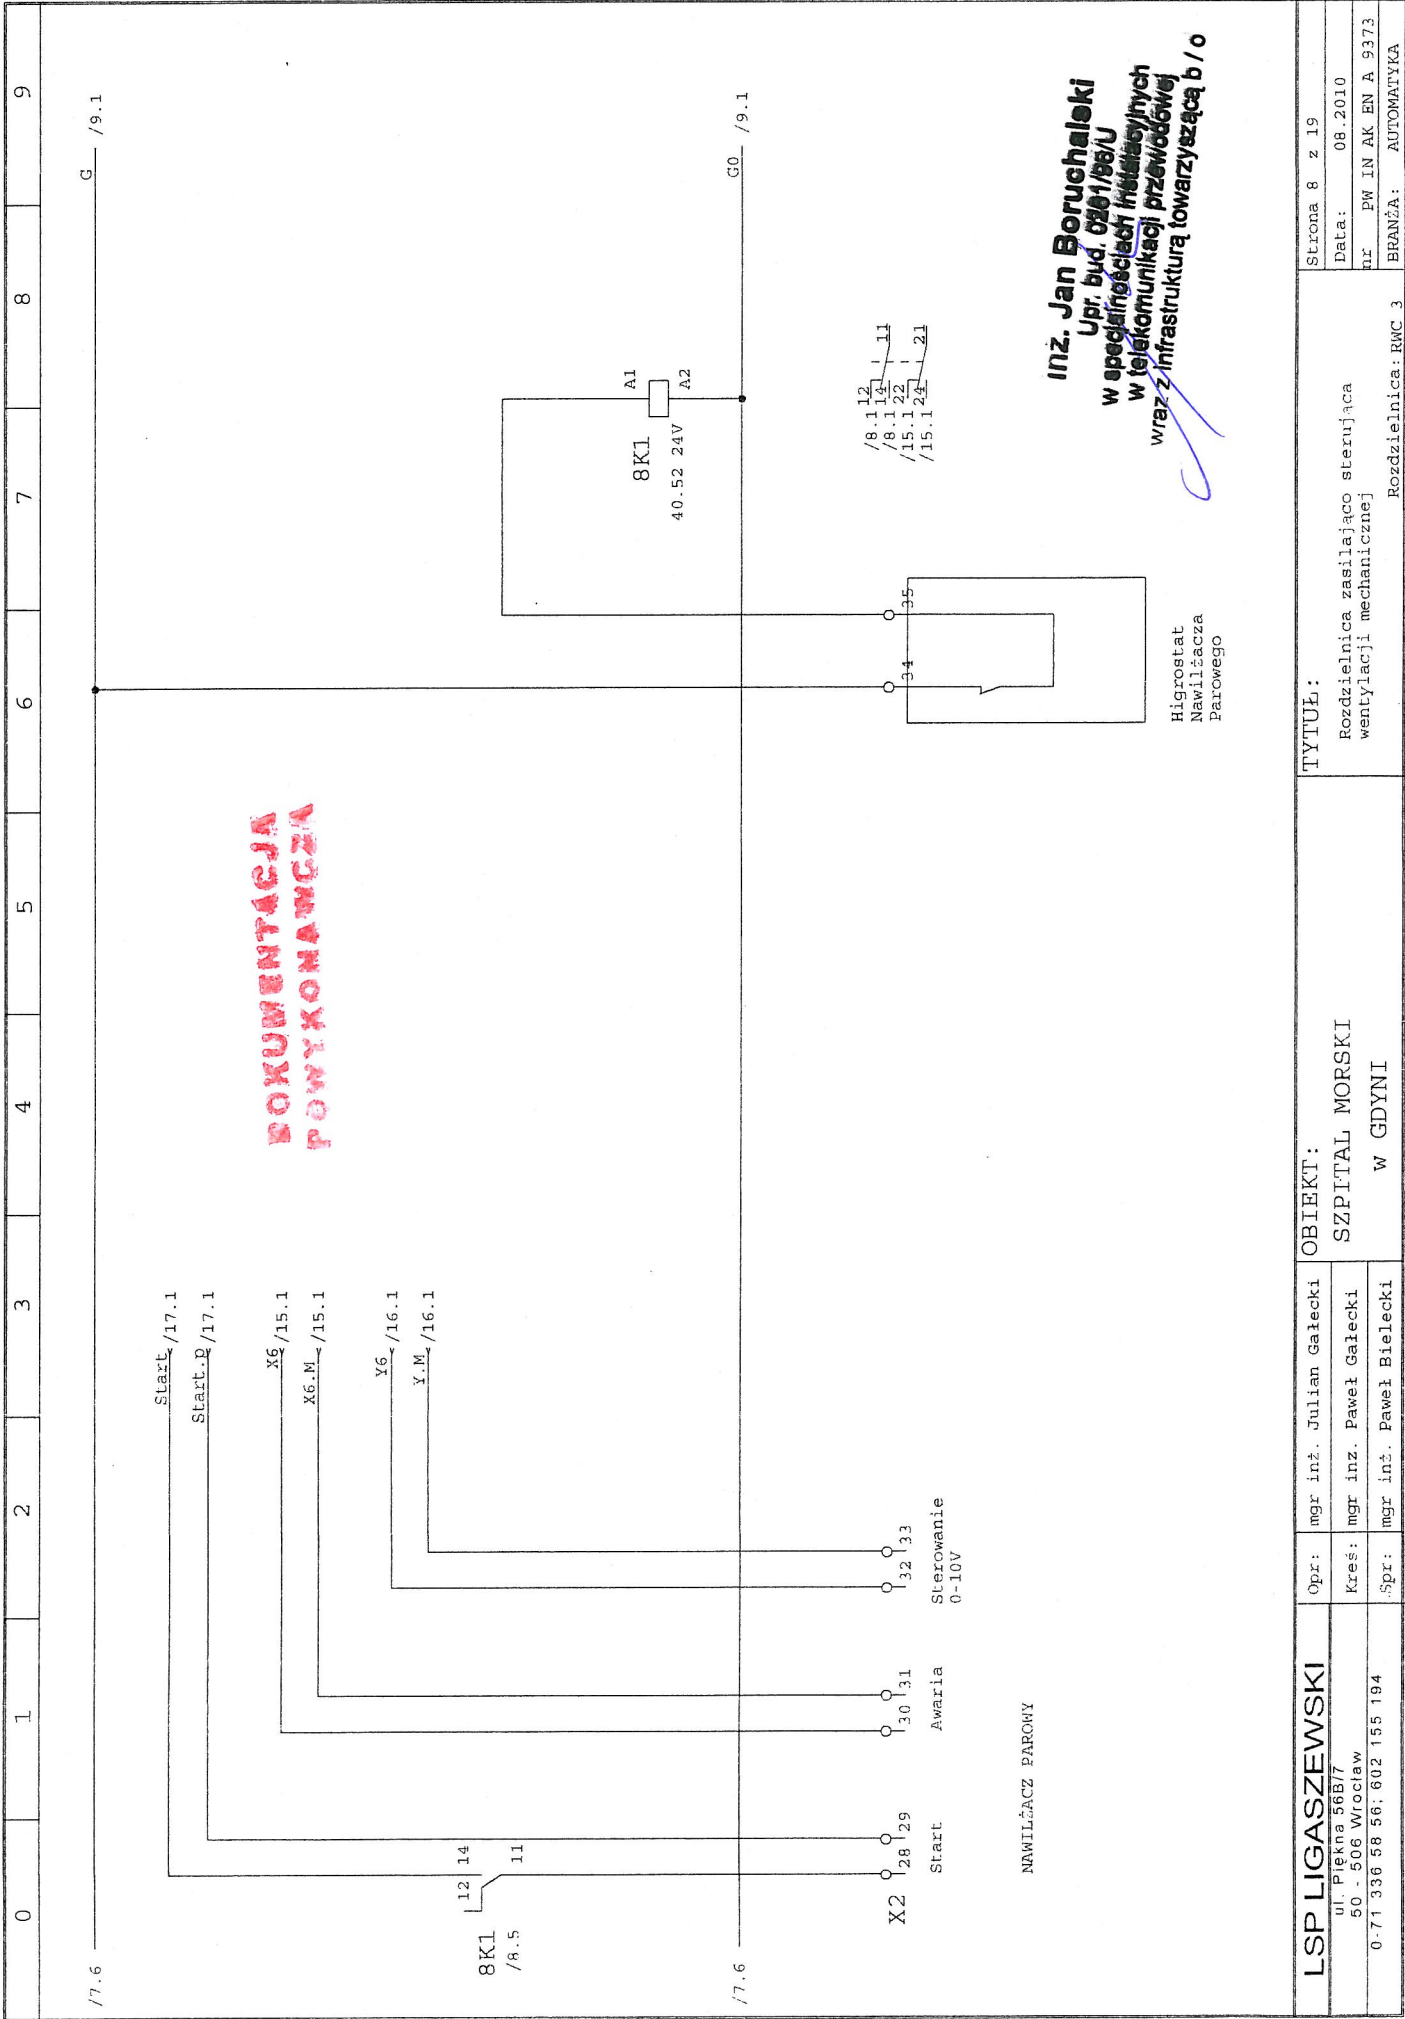 0 1 2 3 4 5 6 7 8 9
/7.6
G /9.1
Start /17.1
Start.p /17.1
X6 /15.1
X6.M /15.1
Y6 /16.1
Y.M /16.1
DOKUMENTACJA
POWYKONAWCZA
8K1
/8.5
12 14
11
8K1
40.52 24V
A1
A2
/7.6
G0 /9.1
X2
28 29
Start
30 31
Awaria
32 33
Sterowanie
0-10V
NAWILŻACZ PAROWY
34 35
Higrostat
Nawilżacza
Parowego
/8.1 12
/8.1 14 11
/15.1 22
/15.1 24 21
inż. Jan Boruchalski
Upr. bud. 0201/96/U
w specjalnościach instalacyjnych
w telekomunikacji przewodowej
wraz z infrastrukturą towarzyszącą b / o
LSP LIGASZEWSKI
ul. Piękna 56B/7
50 - 506 Wrocław
0-71 336 58 56; 602 155 194
Opr: mgr inż. Julian Gałecki
Kreś: mgr inz. Paweł Gałecki
Spr: mgr inż. Paweł Bielecki
OBIEKT:
SZPITAL MORSKI
W GDYNI
TYTUŁ:
Rozdzielnica zasilająco sterująca
wentylacji mechanicznej
Rozdzielnica: RWC 3
Strona 8 z 19
Data: 08.2010
nr PW IN AK EN A 9373
BRANŻA: AUTOMATYKA